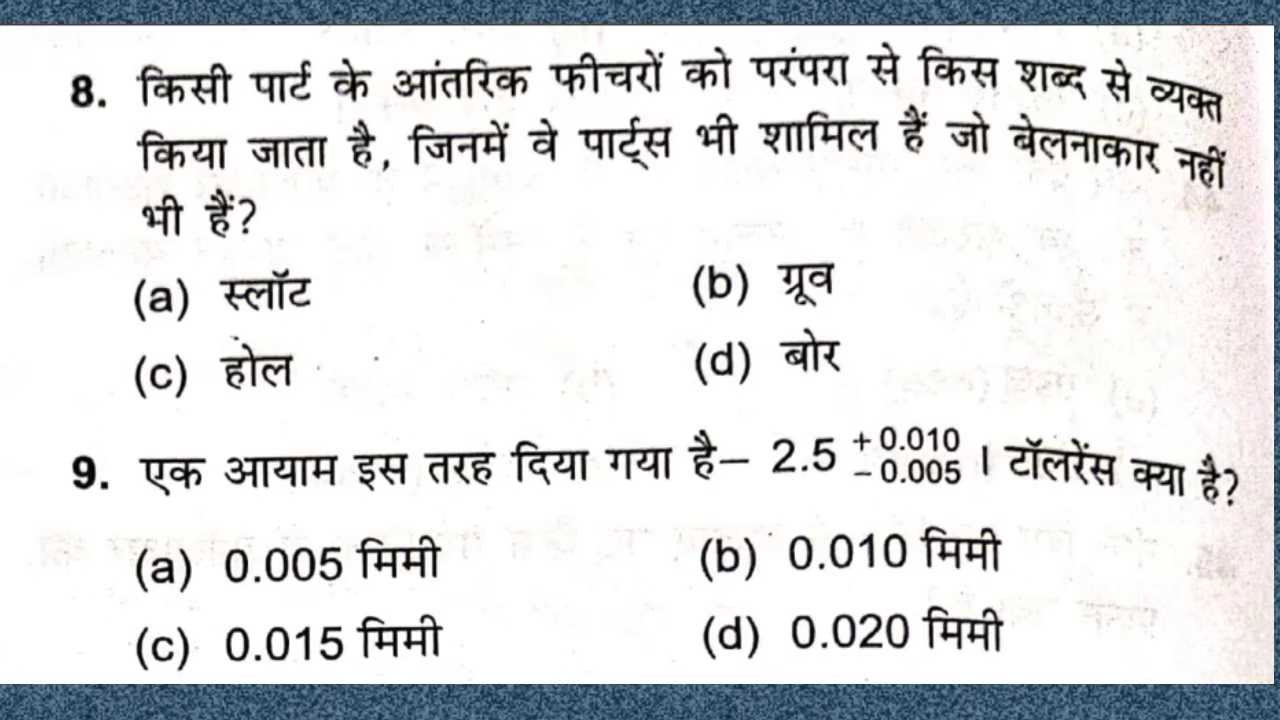 8. किसी पार्ट के आंतरिक फीचरों को परंपरा से किस शब्द से व्यक्त
किया जाता है, जिनमें वे पार्ट्स भी शामिल हैं जो बेलनाकार नहीं
भी हैं?
(a) स्लॉट (b) ग्रूव
(c) होल (d) बोर
9. एक आयाम इस तरह दिया गया है– 2.5 +0.010 –0.005 । टॉलरेंस क्या है?
(a) 0.005 मिमी (b) 0.010 मिमी
(c) 0.015 मिमी (d) 0.020 मिमी